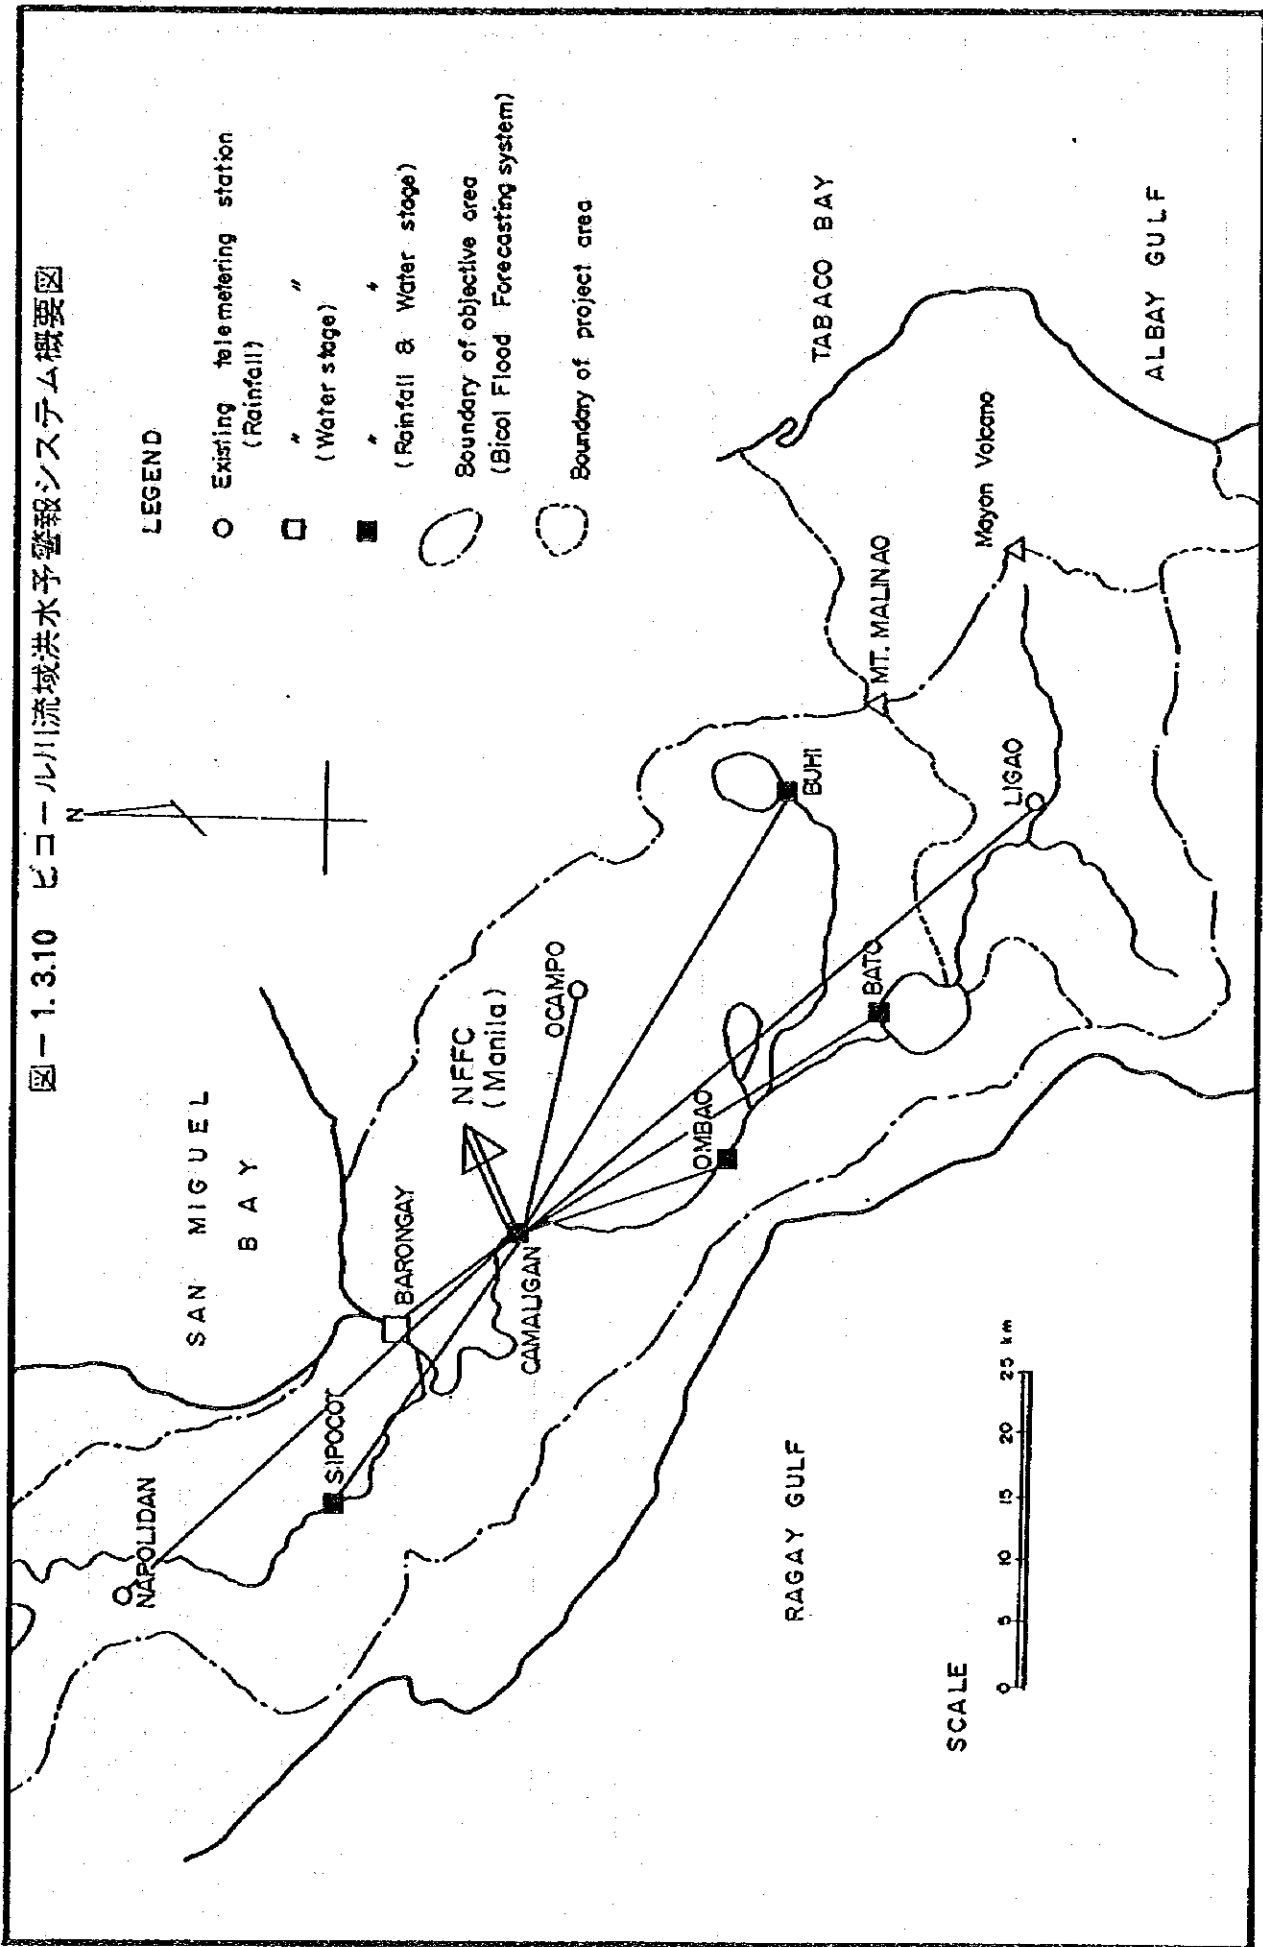 図-1.3.10 ビコール川流域洪水予警報システム概要図
N
LEGEND
Existing telemetering station
(Rainfall)
" "
(Water stage)
" "
(Rainfall & Water stage)
Boundary of objective area
(Bicol Flood Forecasting system)
Boundary of project area
SAN MIGUEL
BAY
NAPOLIDAN
SIPOCOT
BARONGAY
CAMALIGAN
NFFC
(Manila)
OCAMPO
OMBAO
BATO
BUHI
LIGAO
MT. MALINAO
Mayon Volcano
TABACO BAY
ALBAY GULF
RAGAY GULF
SCALE
0 5 10 15 20 25 km